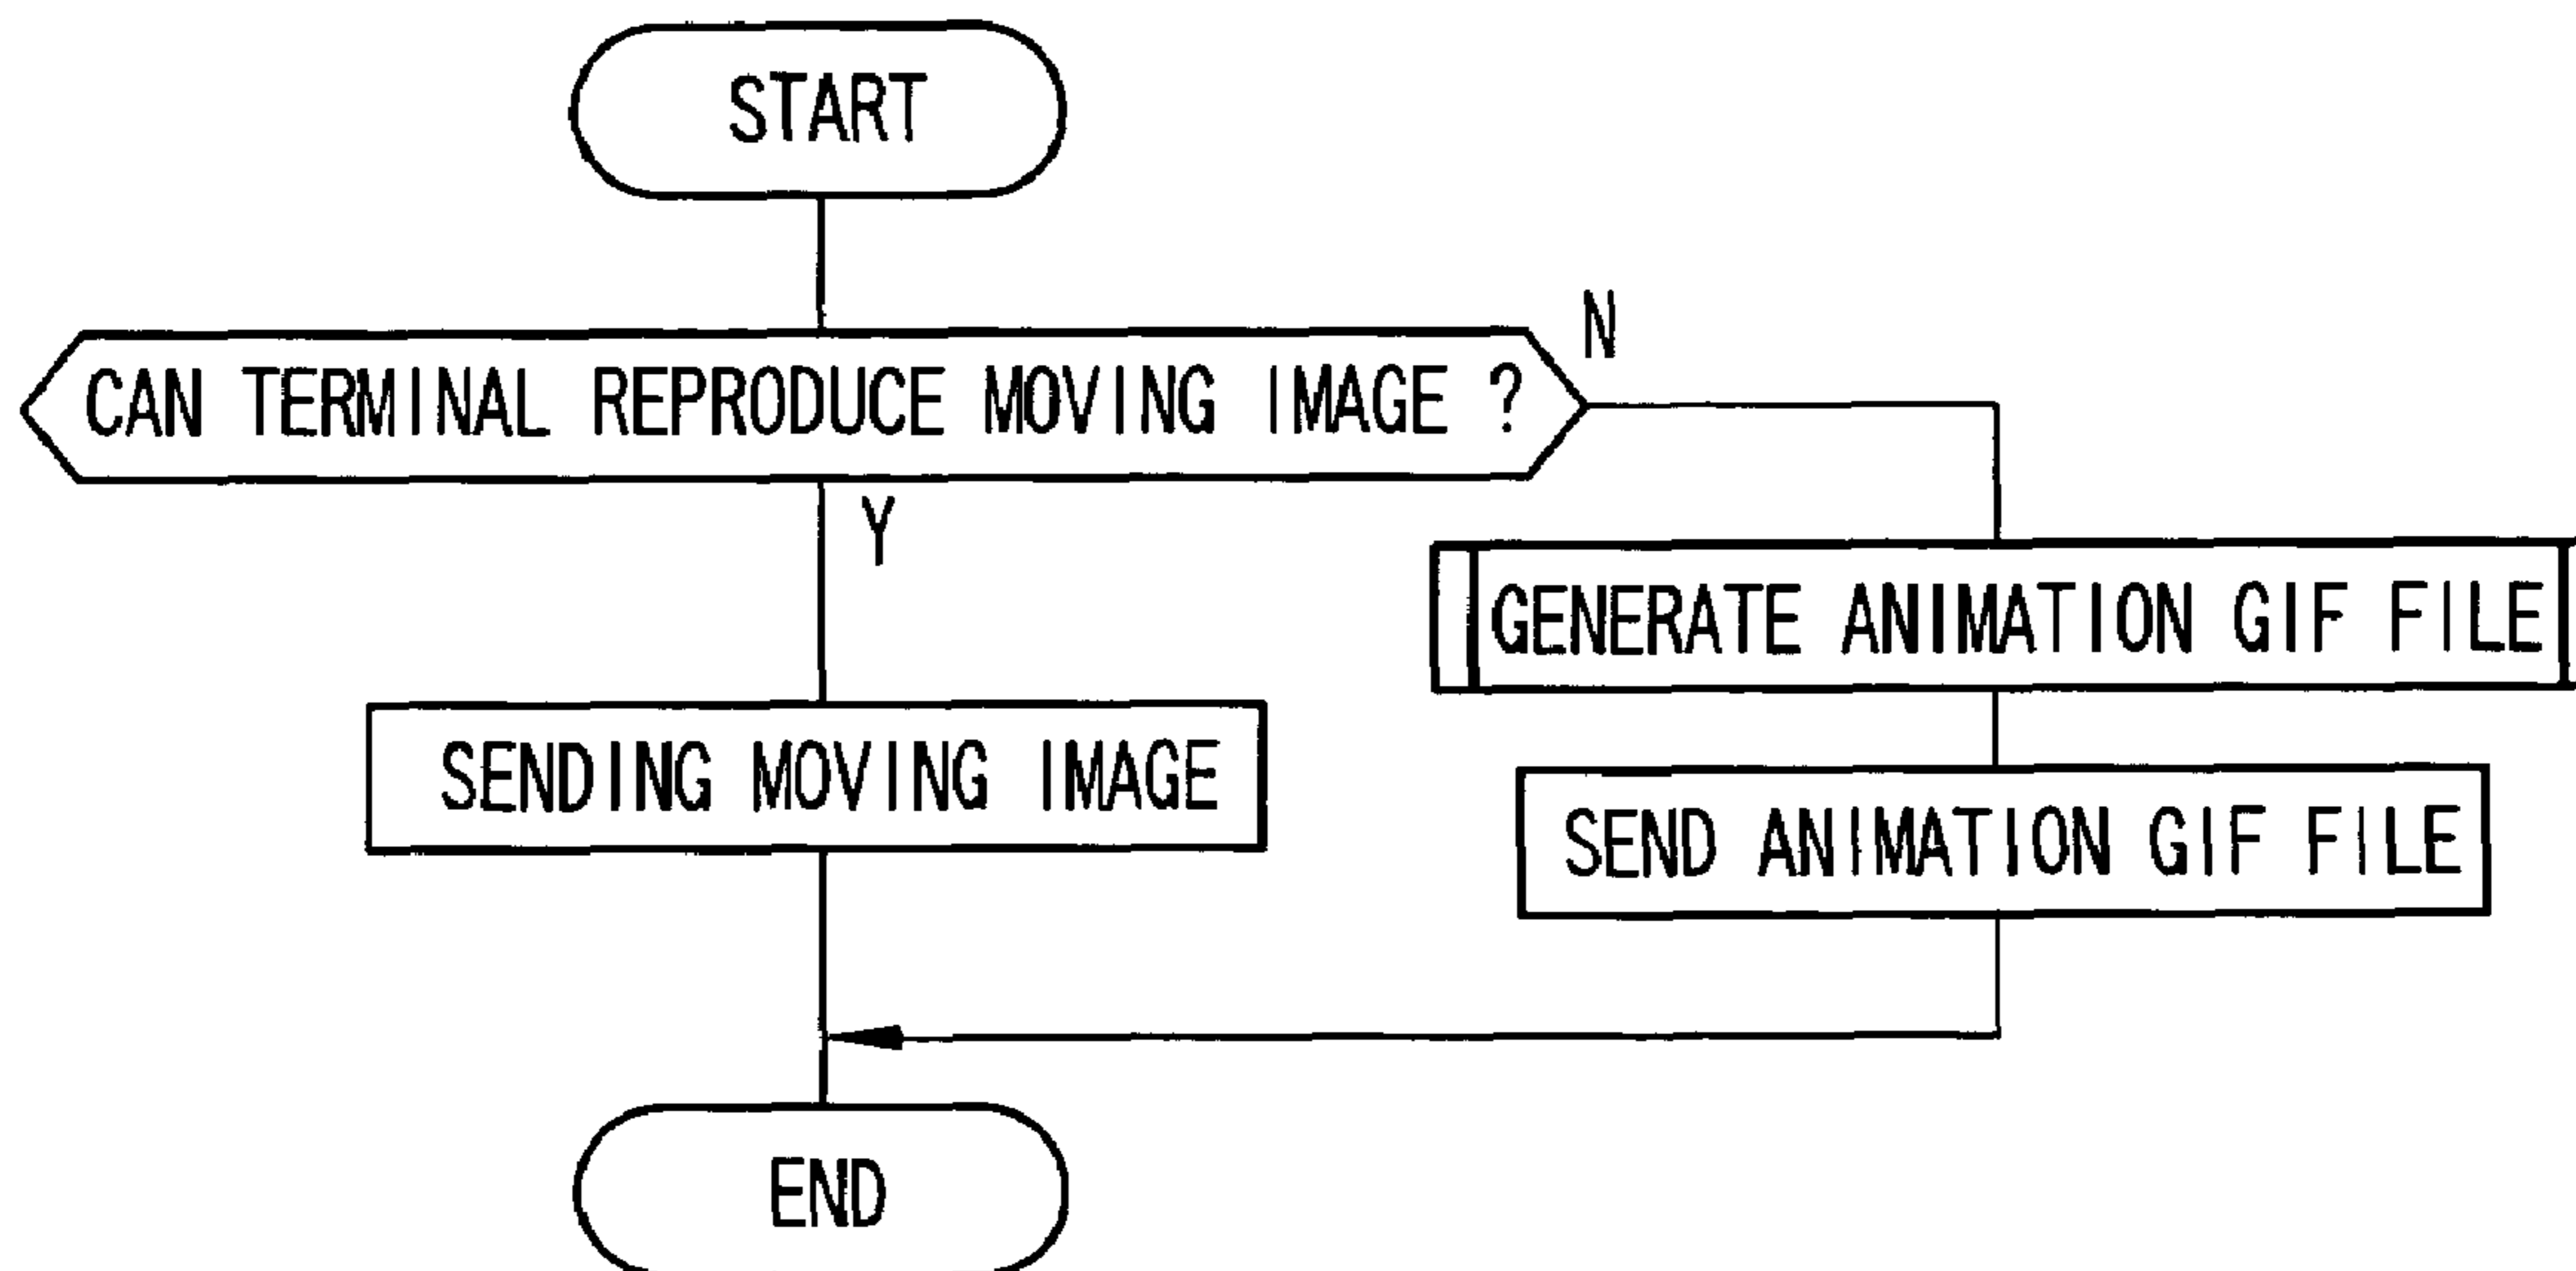 START
CAN TERMINAL REPRODUCE MOVING IMAGE ?
N
Y
GENERATE ANIMATION GIF FILE
SENDING MOVING IMAGE
SEND ANIMATION GIF FILE
END